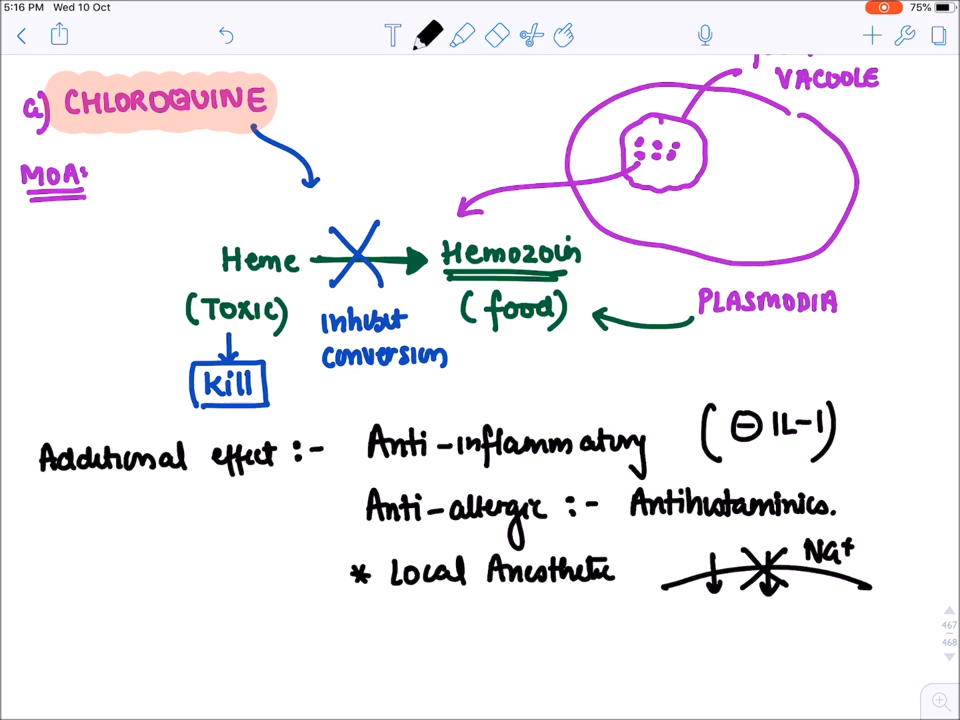 5:16 PM Wed 10 Oct
75%
T
VACUOLE
a) CHLOROQUINE
MOA:
Heme
Hemozoin
(Toxic)
Inhibit
conversion
(food)
PLASMODIA
Kill
Additional effect :- Anti-inflammatory (⊖ IL-1)
Anti-allergic :- Antihistaminics.
* Local Anesthetic
Na+
467
468